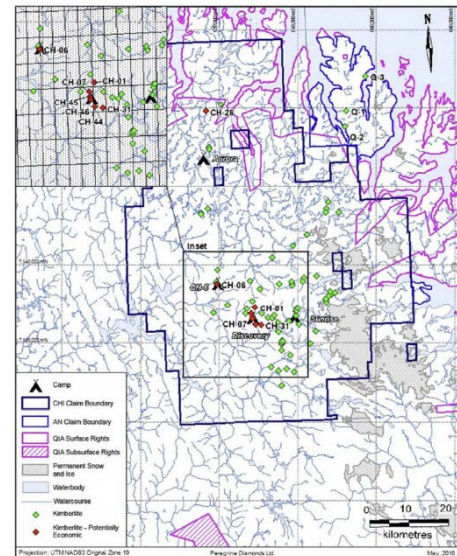 N
CH-06
CH-07
CH-01
CH-45
CH-46
CH-31
CH-44
CH-28
Q-3
Q-1
Q-2
Aurora
Inset
CH-6
CH-06
CH-01
CH-07
CH-31
Sunrise
Discovery
Camp
CHI Claim Boundary
AN Claim Boundary
QIA Surface Rights
QIA Subsurface Rights
Permanent Snow
and Ice
Waterbody
Watercourse
Kimberlite
Kimberlite - Potentially
Economic
0 10 20
kilometres
Projection: UTM NAD83 Original Zone 19
Peregrine Diamonds Ltd.